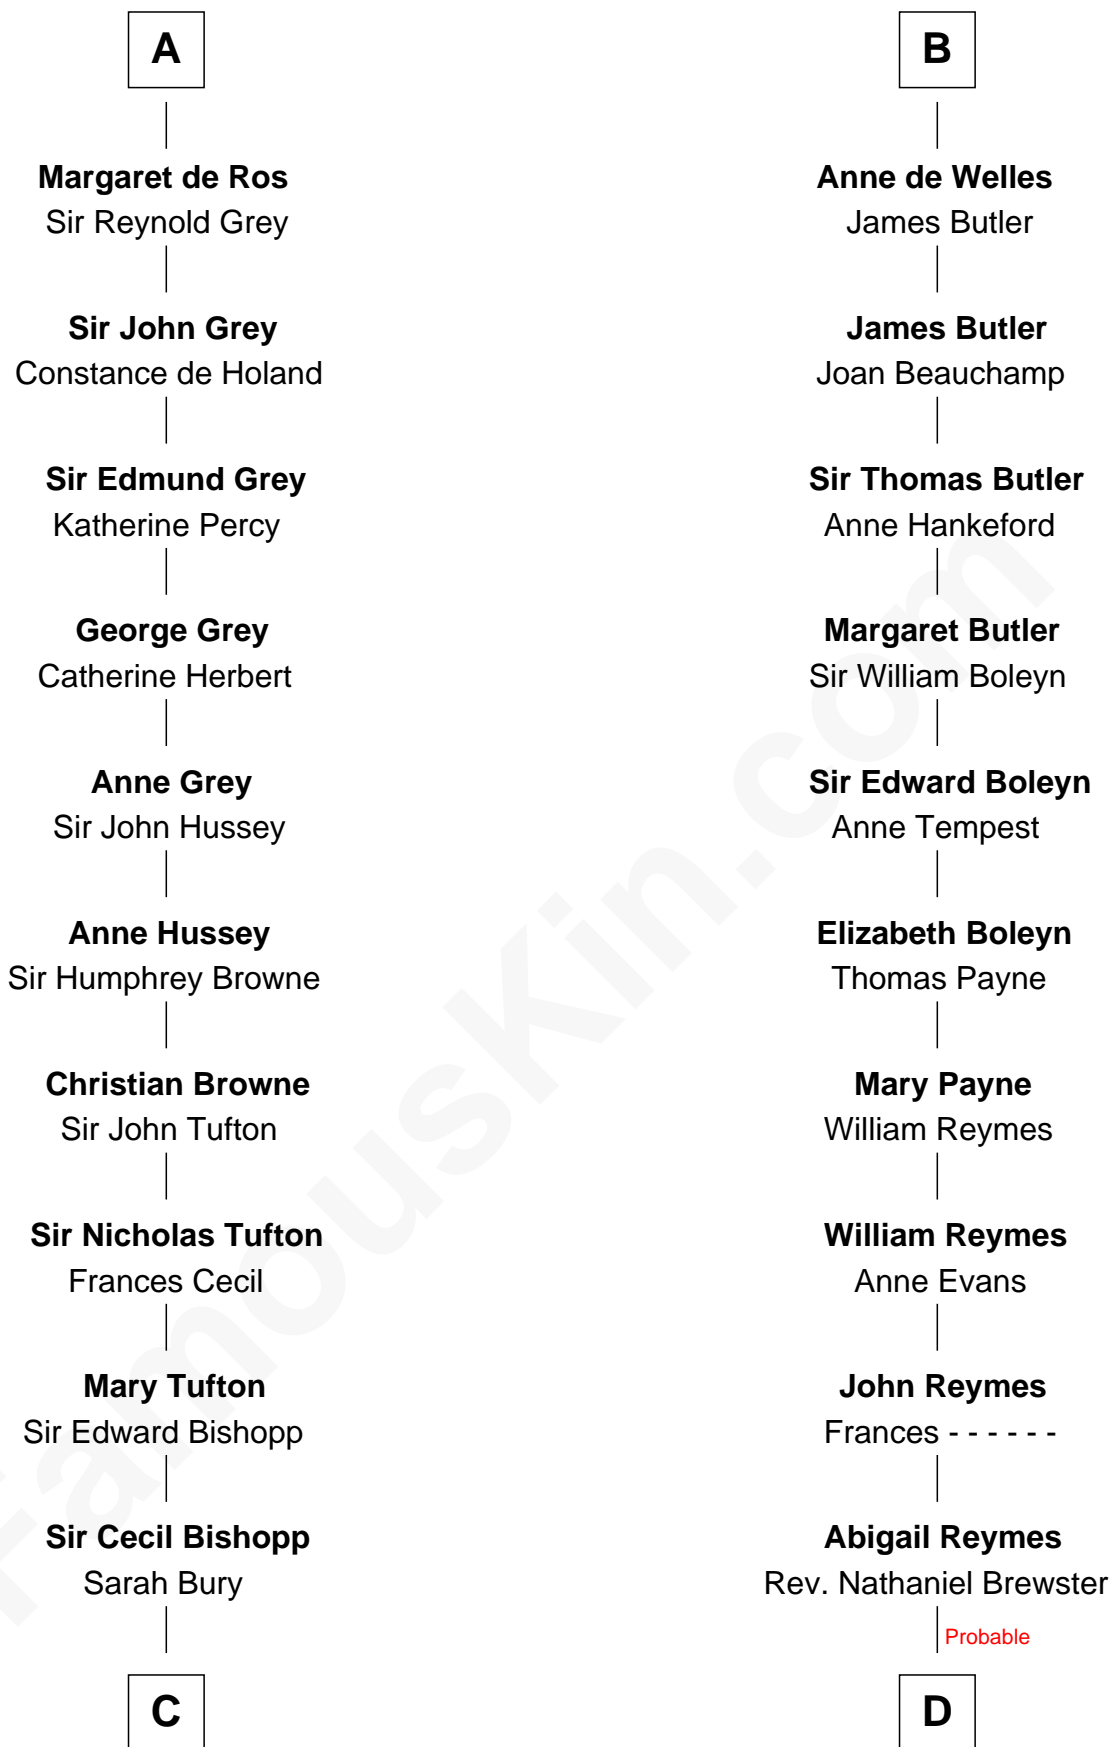 A
Margaret de Ros
Sir Reynold Grey
Sir John Grey
Constance de Holand
Sir Edmund Grey
Katherine Percy
George Grey
Catherine Herbert
Anne Grey
Sir John Hussey
Anne Hussey
Sir Humphrey Browne
Christian Browne
Sir John Tufton
Sir Nicholas Tufton
Frances Cecil
Mary Tufton
Sir Edward Bishopp
Sir Cecil Bishopp
Sarah Bury
C
B
Anne de Welles
James Butler
James Butler
Joan Beauchamp
Sir Thomas Butler
Anne Hankeford
Margaret Butler
Sir William Boleyn
Sir Edward Boleyn
Anne Tempest
Elizabeth Boleyn
Thomas Payne
Mary Payne
William Reymes
William Reymes
Anne Evans
John Reymes
Frances - - - - - -
Abigail Reymes
Rev. Nathaniel Brewster
Probable
D
FamousKin.com